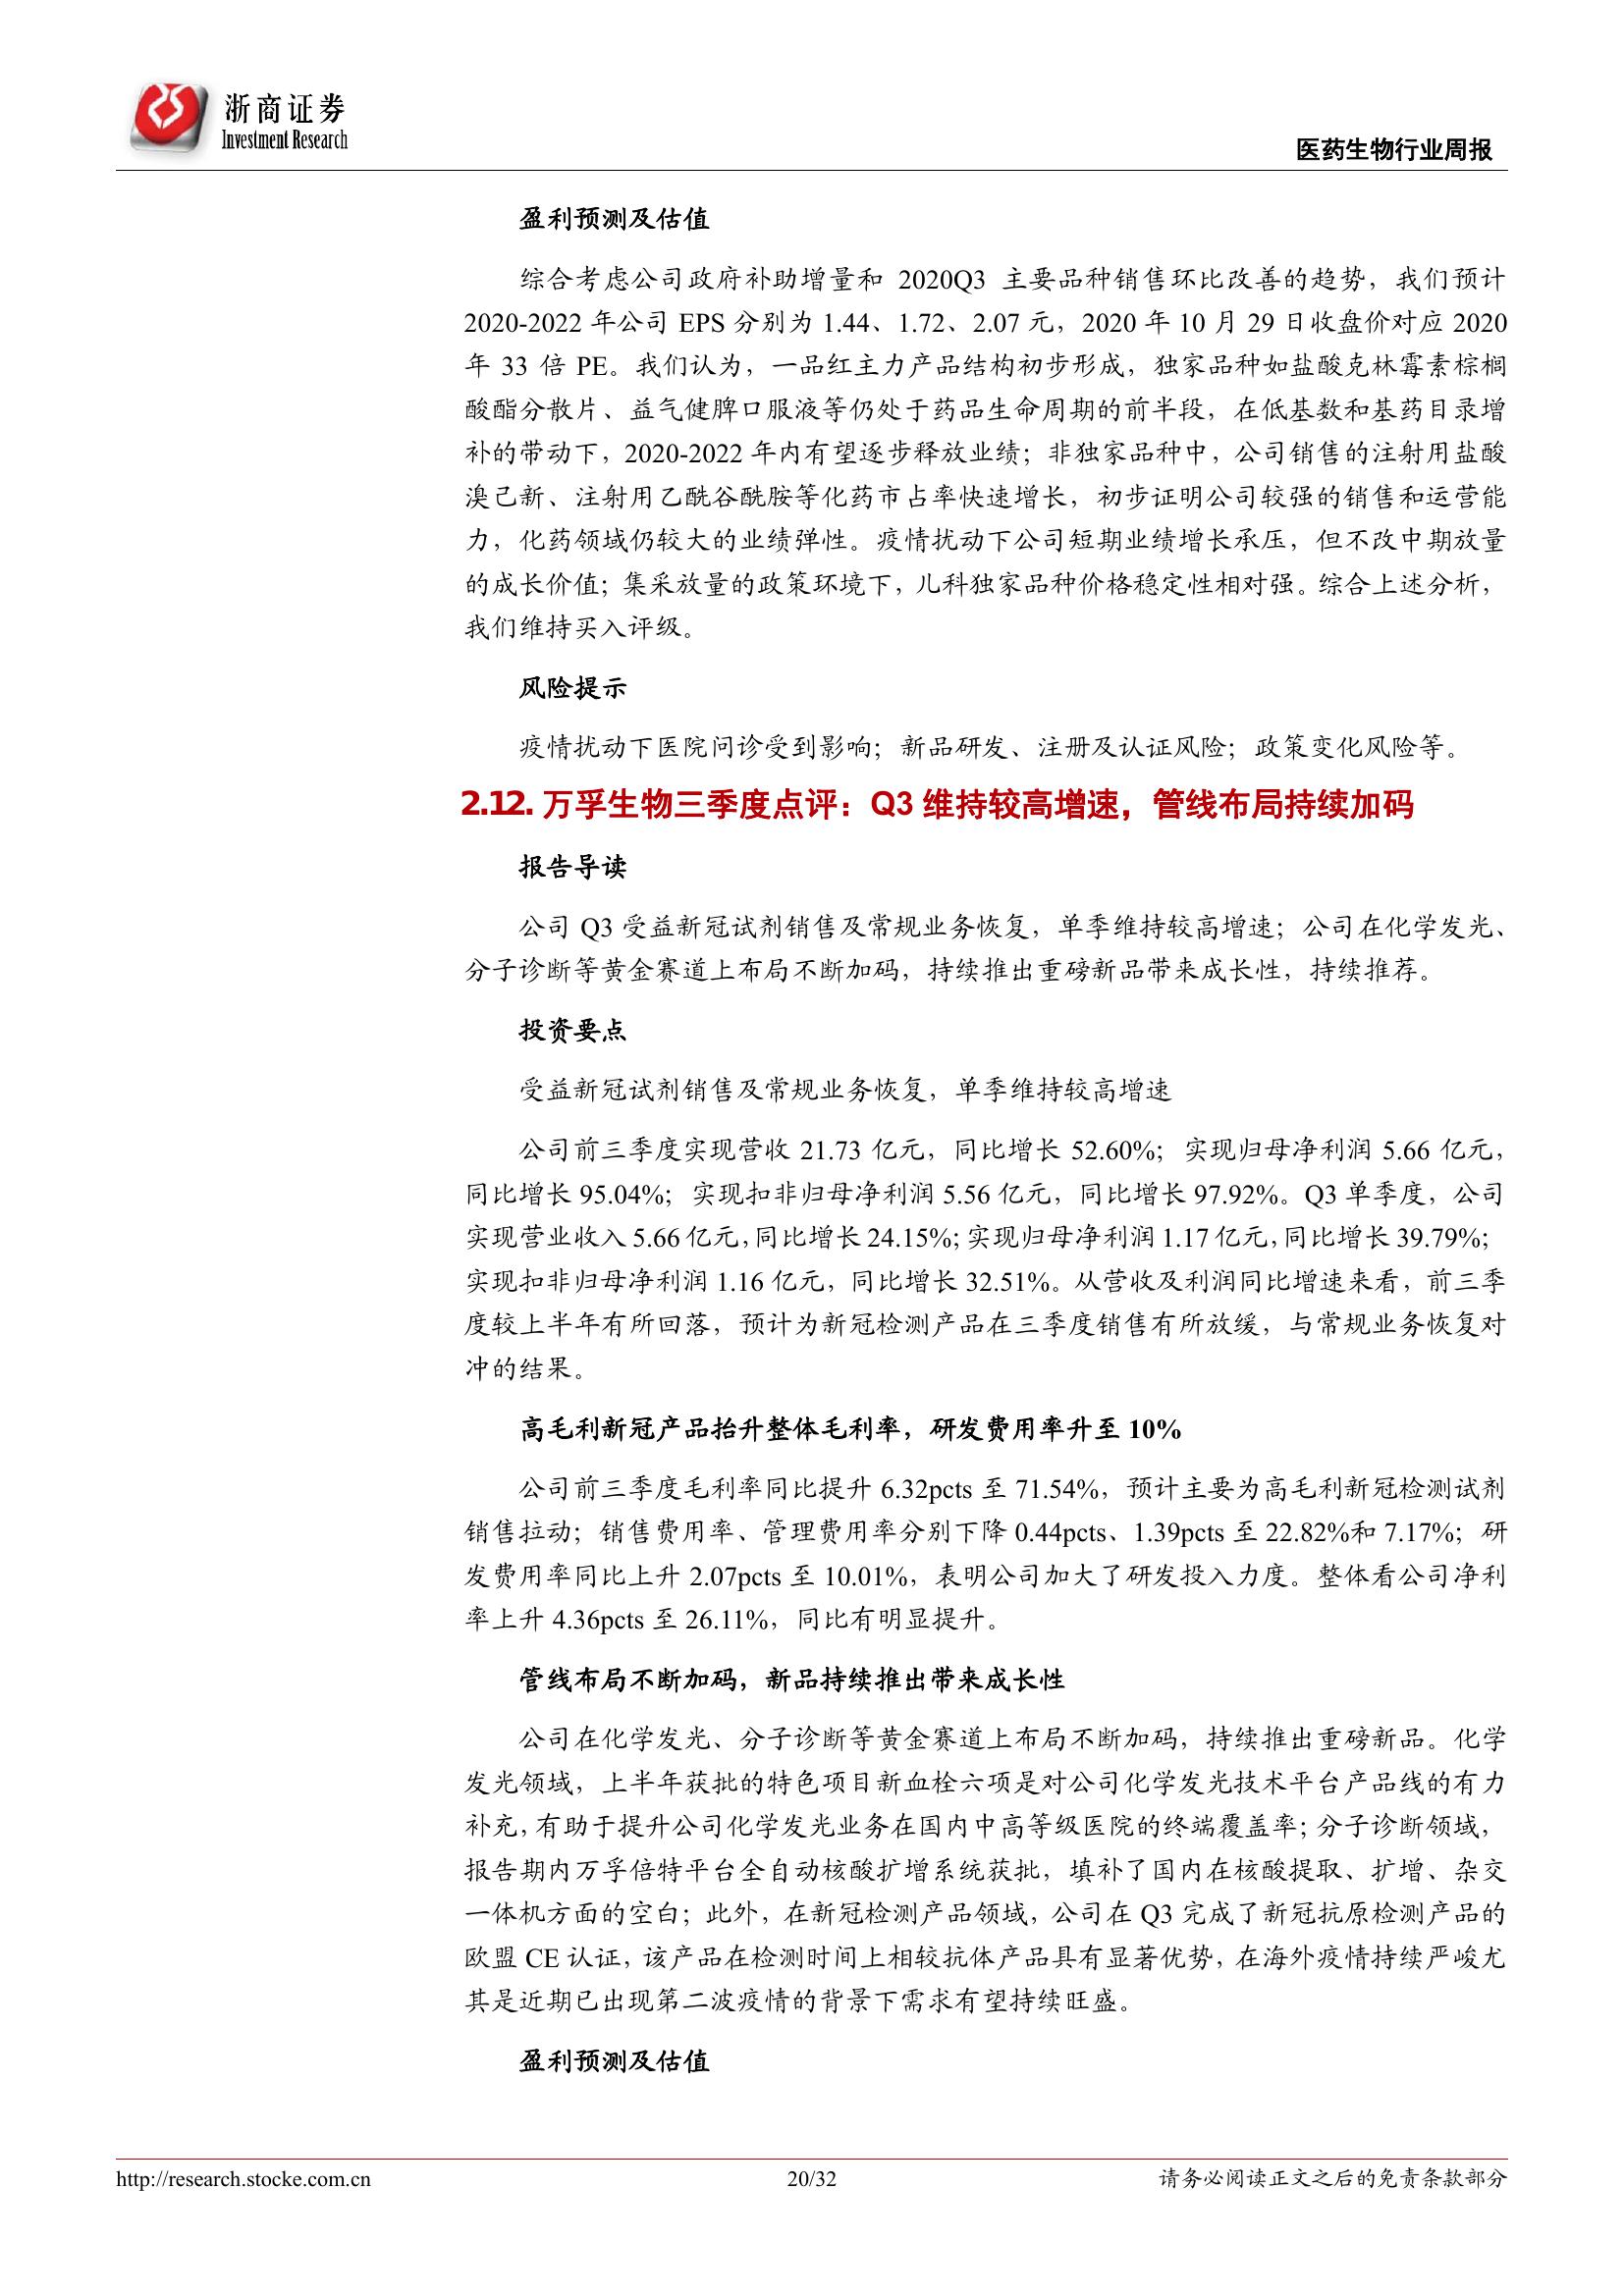 浙商证券
Investment Research
医药生物行业周报
盈利预测及估值
综合考虑公司政府补助增量和 2020Q3 主要品种销售环比改善的趋势，我们预计
2020-2022 年公司 EPS 分别为 1.44、1.72、2.07 元，2020 年 10 月 29 日收盘价对应 2020
年 33 倍 PE。我们认为，一品红主力产品结构初步形成，独家品种如盐酸克林霉素棕榈
酸酯分散片、益气健脾口服液等仍处于药品生命周期的前半段，在低基数和基药目录增
补的带动下，2020-2022 年内有望逐步释放业绩；非独家品种中，公司销售的注射用盐酸
溴己新、注射用乙酰谷酰胺等化药市占率快速增长，初步证明公司较强的销售和运营能
力，化药领域仍较大的业绩弹性。疫情扰动下公司短期业绩增长承压，但不改中期放量
的成长价值；集采放量的政策环境下，儿科独家品种价格稳定性相对强。综合上述分析，
我们维持买入评级。
风险提示
疫情扰动下医院问诊受到影响；新品研发、注册及认证风险；政策变化风险等。
2.12. 万孚生物三季度点评：Q3 维持较高增速，管线布局持续加码
报告导读
公司 Q3 受益新冠试剂销售及常规业务恢复，单季维持较高增速；公司在化学发光、
分子诊断等黄金赛道上布局不断加码，持续推出重磅新品带来成长性，持续推荐。
投资要点
受益新冠试剂销售及常规业务恢复，单季维持较高增速
公司前三季度实现营收 21.73 亿元，同比增长 52.60%；实现归母净利润 5.66 亿元，
同比增长 95.04%；实现扣非归母净利润 5.56 亿元，同比增长 97.92%。Q3 单季度，公司
实现营业收入 5.66 亿元，同比增长 24.15%；实现归母净利润 1.17 亿元，同比增长 39.79%；
实现扣非归母净利润 1.16 亿元，同比增长 32.51%。从营收及利润同比增速来看，前三季
度较上半年有所回落，预计为新冠检测产品在三季度销售有所放缓，与常规业务恢复对
冲的结果。
高毛利新冠产品抬升整体毛利率，研发费用率升至 10%
公司前三季度毛利率同比提升 6.32pcts 至 71.54%，预计主要为高毛利新冠检测试剂
销售拉动；销售费用率、管理费用率分别下降 0.44pcts、1.39pcts 至 22.82%和 7.17%；研
发费用率同比上升 2.07pcts 至 10.01%，表明公司加大了研发投入力度。整体看公司净利
率上升 4.36pcts 至 26.11%，同比有明显提升。
管线布局不断加码，新品持续推出带来成长性
公司在化学发光、分子诊断等黄金赛道上布局不断加码，持续推出重磅新品。化学
发光领域，上半年获批的特色项目新血栓六项是对公司化学发光技术平台产品线的有力
补充，有助于提升公司化学发光业务在国内中高等级医院的终端覆盖率；分子诊断领域，
报告期内万孚倍特平台全自动核酸扩增系统获批，填补了国内在核酸提取、扩增、杂交
一体机方面的空白；此外，在新冠检测产品领域，公司在 Q3 完成了新冠抗原检测产品的
欧盟 CE 认证，该产品在检测时间上相较抗体产品具有显著优势，在海外疫情持续严峻尤
其是近期已出现第二波疫情的背景下需求有望持续旺盛。
盈利预测及估值
http://research.stocke.com.cn
20/32
请务必阅读正文之后的免责条款部分